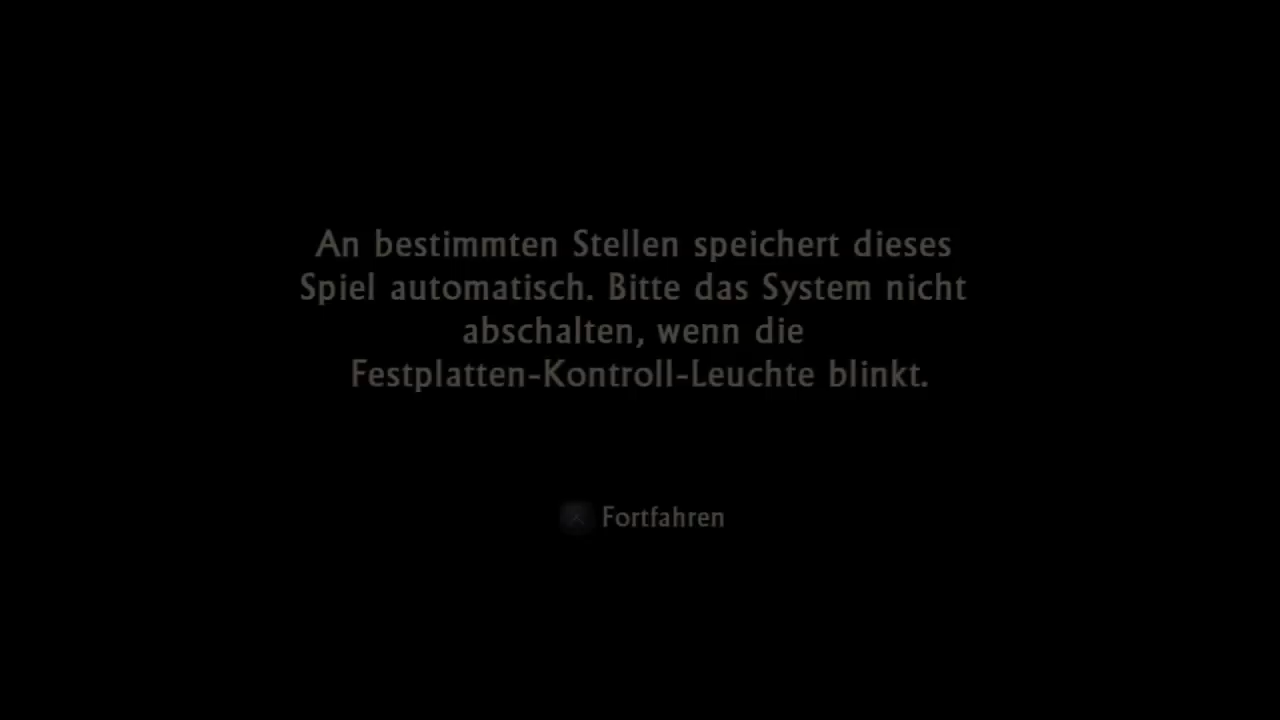 An bestimmten Stellen speichert dieses
Spiel automatisch. Bitte das System nicht
abschalten, wenn die
Festplatten-Kontroll-Leuchte blinkt.
Fortfahren